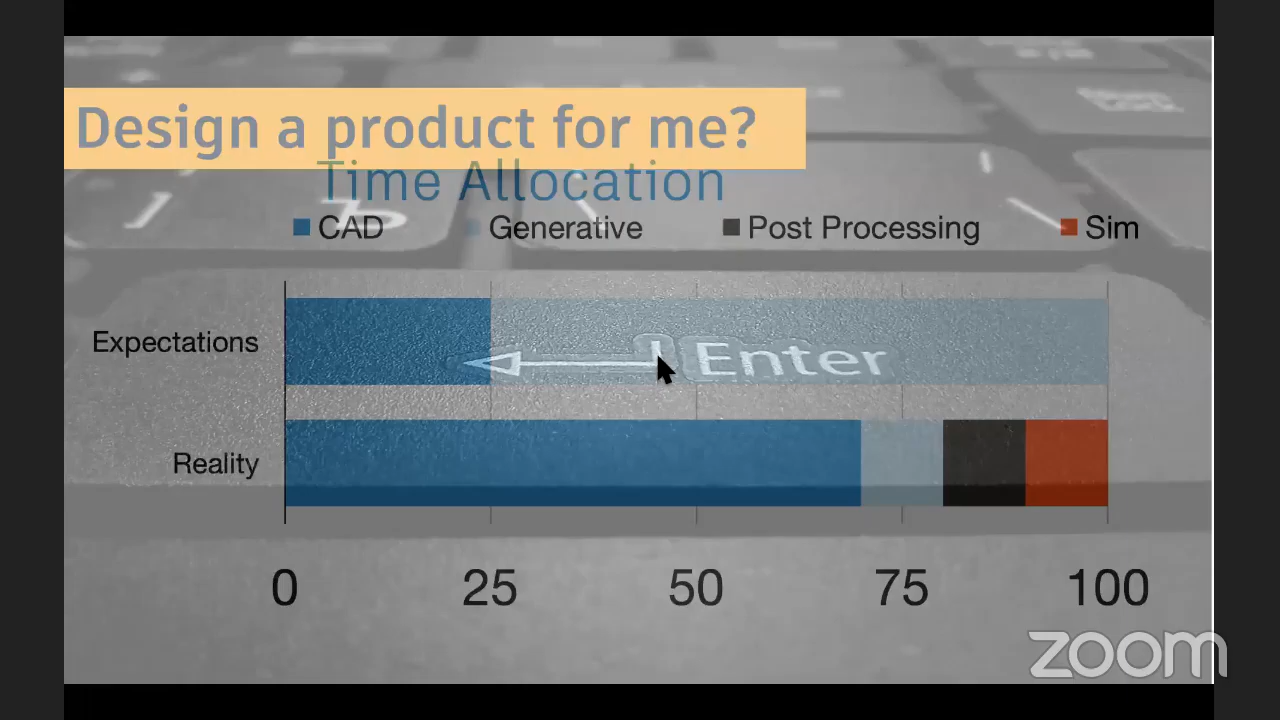 Design a product for me?
Time Allocation
CAD Generative Post Processing Sim
Expectations
Enter
Reality
0 25 50 75 100
zoom